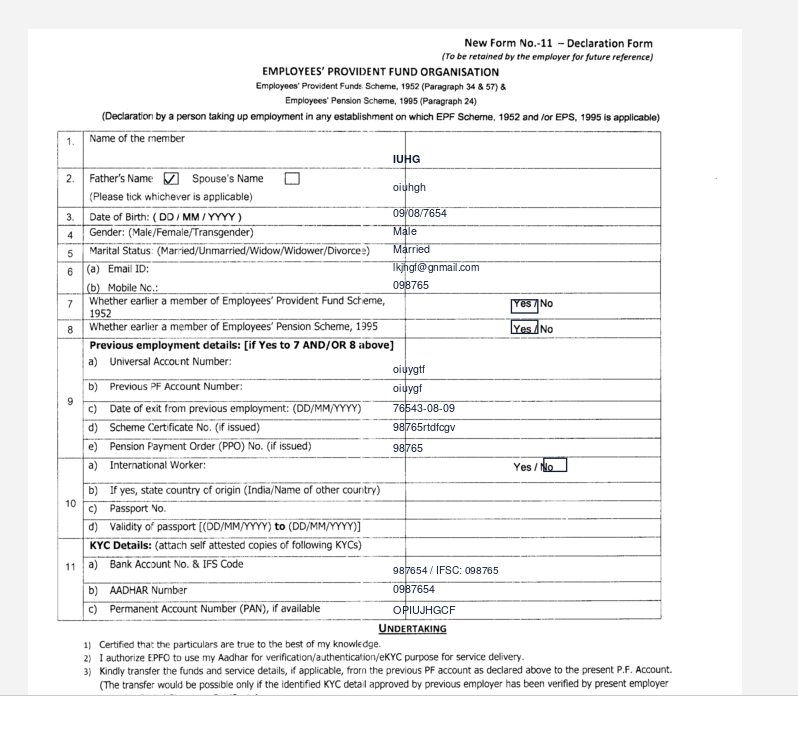 New Form No.-11 – Declaration Form
(To be retained by the employer for future reference)
EMPLOYEES' PROVIDENT FUND ORGANISATION
Employees' Provident Funds Scheme, 1952 (Paragraph 34 & 57) &
Employees' Pension Scheme, 1995 (Paragraph 24)
(Declaration by a person taking up employment in any establishment on which EPF Scheme, 1952 and /or EPS, 1995 is applicable)
1. Name of the member
IUHG
2. Father's Name Spouse's Name
oiuhgh
(Please tick whichever is applicable)
3. Date of Birth: ( DD / MM / YYYY ) 09/08/7654
4 Gender: (Male/Female/Transgender) Male
5 Marital Status: (Married/Unmarried/Widow/Widower/Divorcee) Married
6 (a) Email ID: lkjhgf@gnmail.com
(b) Mobile No.: 098765
7 Whether earlier a member of Employees' Provident Fund Scheme, Yes / No
1952
8 Whether earlier a member of Employees' Pension Scheme, 1995 Yes / No
9 Previous employment details: [if Yes to 7 AND/OR 8 above]
a) Universal Account Number: oiuygtf
b) Previous PF Account Number: oiuygf
c) Date of exit from previous employment: (DD/MM/YYYY) 76543-08-09
d) Scheme Certificate No. (if issued) 98765rtdfcgv
e) Pension Payment Order (PPO) No. (if issued) 98765
10 a) International Worker: Yes / No
b) If yes, state country of origin (India/Name of other country)
c) Passport No.
d) Validity of passport [(DD/MM/YYYY) to (DD/MM/YYYY)]
11 KYC Details: (attach self attested copies of following KYCs)
a) Bank Account No. & IFS Code 987654 / IFSC: 098765
b) AADHAR Number 0987654
c) Permanent Account Number (PAN), if available OPIUJHGCF
UNDERTAKING
1) Certified that the particulars are true to the best of my knowledge.
2) I authorize EPFO to use my Aadhar for verification/authentication/eKYC purpose for service delivery.
3) Kindly transfer the funds and service details, if applicable, from the previous PF account as declared above to the present P.F. Account.
(The transfer would be possible only if the identified KYC detail approved by previous employer has been verified by present employer